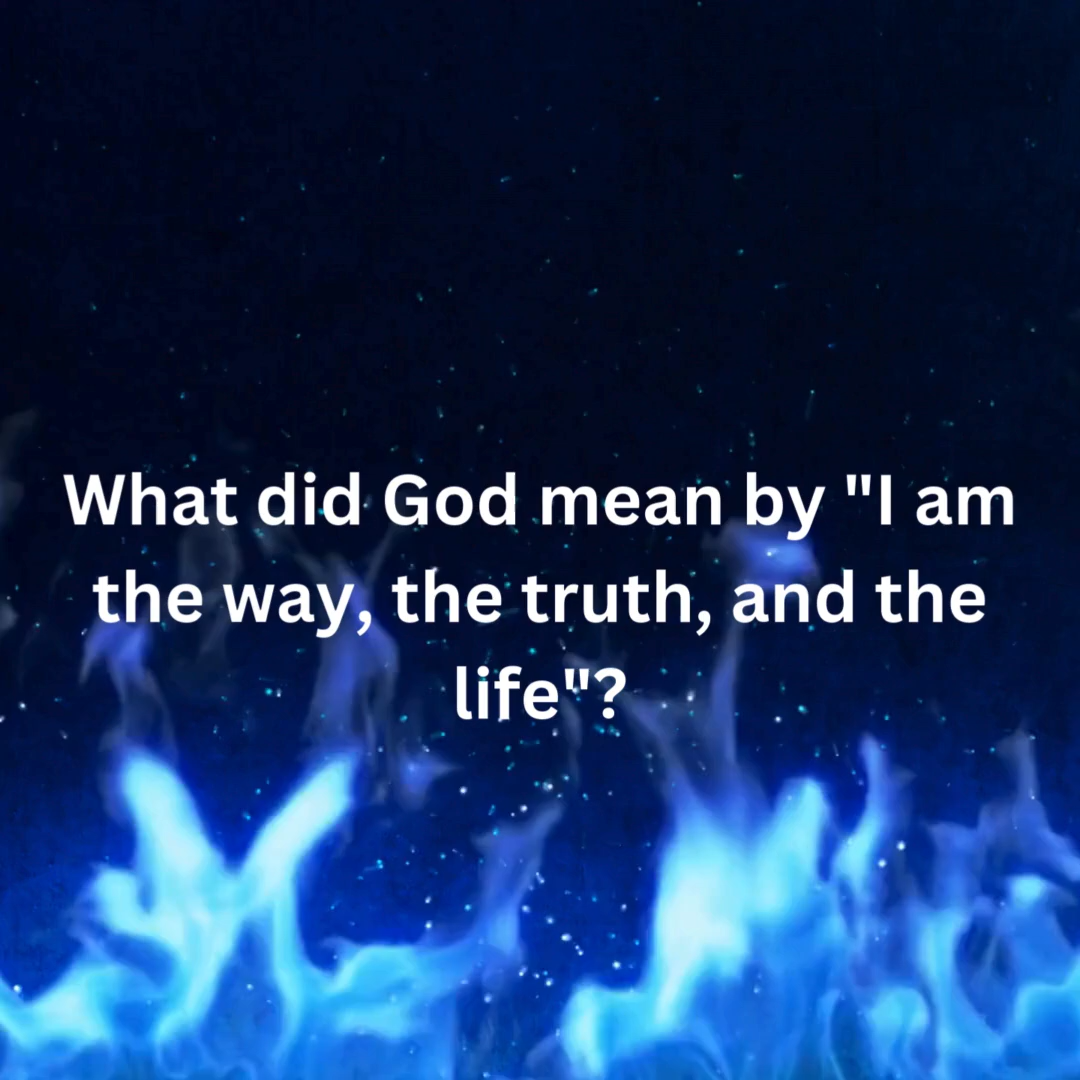 What did God mean by "I am
the way, the truth, and the
life"?